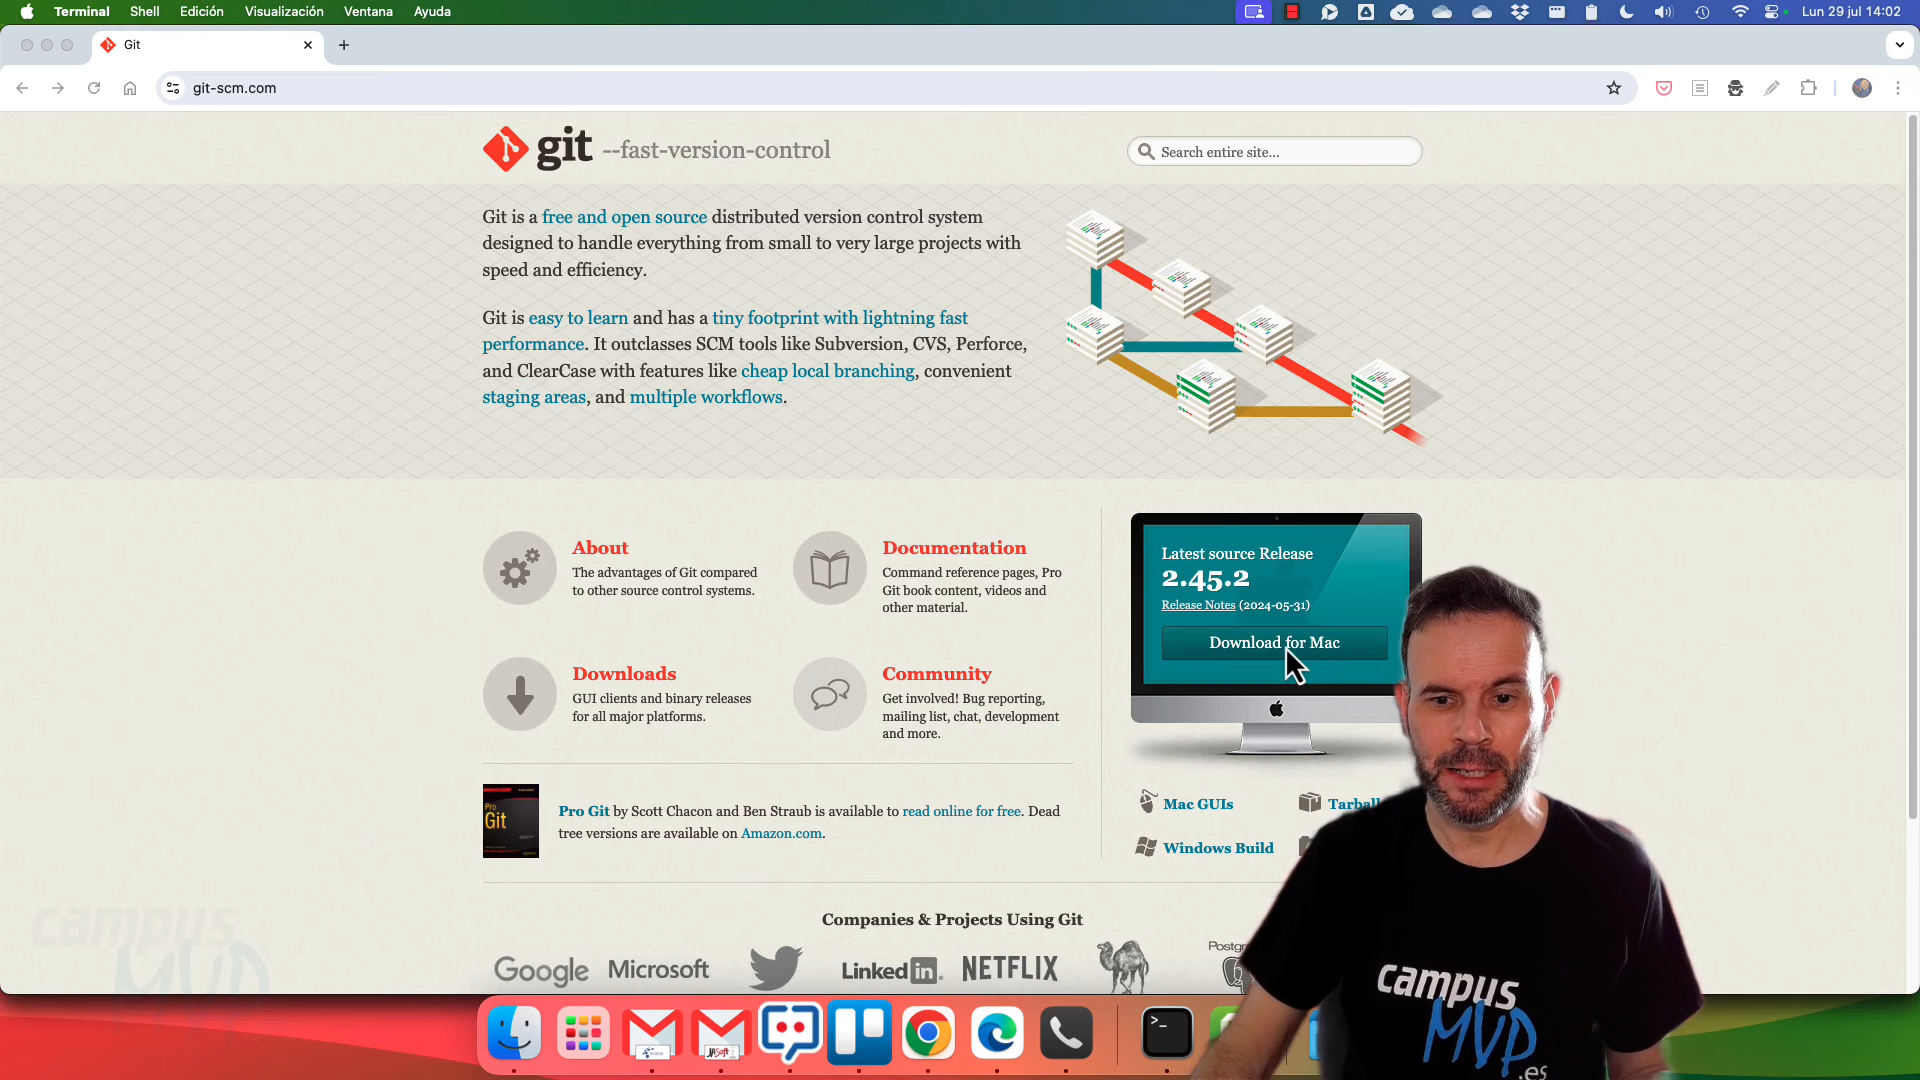 Terminal Shell Edición Visualización Ventana Ayuda
Lun 29 jul 14:02
Git
git-scm.com
git --fast-version-control
Search entire site...
Git is a free and open source distributed version control system
designed to handle everything from small to very large projects with
speed and efficiency.
Git is easy to learn and has a tiny footprint with lightning fast
performance. It outclasses SCM tools like Subversion, CVS, Perforce,
and ClearCase with features like cheap local branching, convenient
staging areas, and multiple workflows.
About
The advantages of Git compared
to other source control systems.
Documentation
Command reference pages, Pro
Git book content, videos and
other material.
Downloads
GUI clients and binary releases
for all major platforms.
Community
Get involved! Bug reporting,
mailing list, chat, development
and more.
Latest source Release
2.45.2
Release Notes (2024-05-31)
Download for Mac
Mac GUIs
Tarball
Windows Build
Pro
Git
Pro Git by Scott Chacon and Ben Straub is available to read online for free. Dead
tree versions are available on Amazon.com.
Companies & Projects Using Git
Google
Microsoft
Linked in
NETFLIX
Postgr
campus
MVP
campus
MVP
.es
JASoft